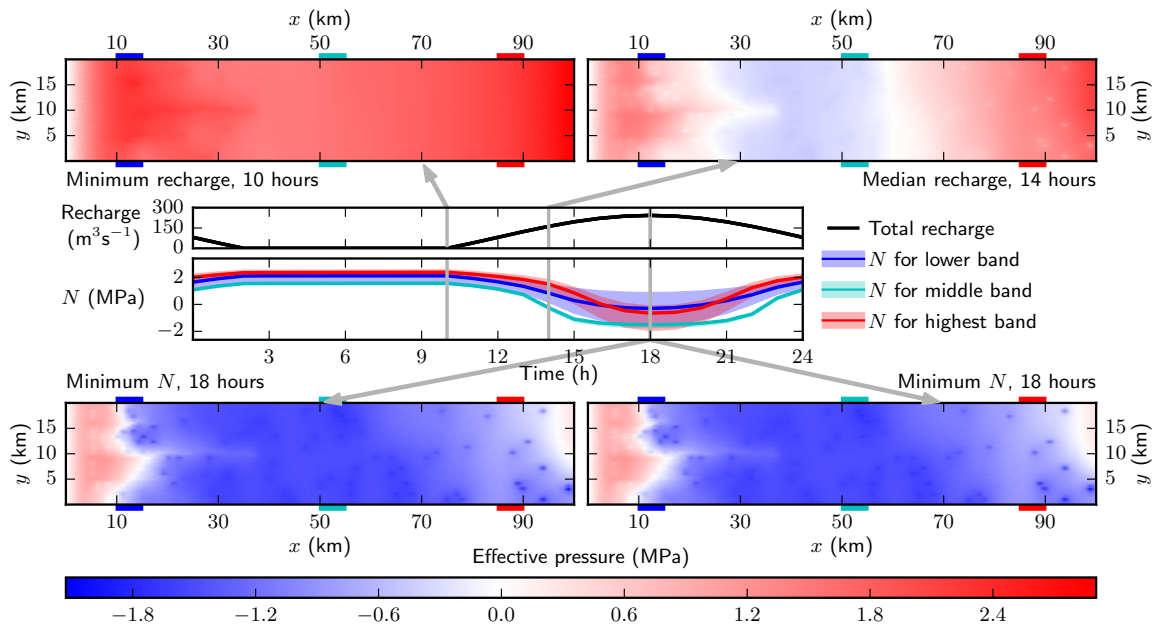 x (km)
x (km)
10 30 50 70 90
10 30 50 70 90
y (km)
15
10
5
15
10
5
y (km)
Minimum recharge, 10 hours
Median recharge, 14 hours
Recharge
(m³s⁻¹)
300
150
0
N (MPa)
2
0
−2
3 6 9 12 15 18 21 24
Time (h)
Total recharge
N for lower band
N for middle band
N for highest band
Minimum N, 18 hours
Minimum N, 18 hours
y (km)
15
10
5
15
10
5
y (km)
10 30 50 70 90
10 30 50 70 90
x (km)
x (km)
Effective pressure (MPa)
−1.8 −1.2 −0.6 0.0 0.6 1.2 1.8 2.4